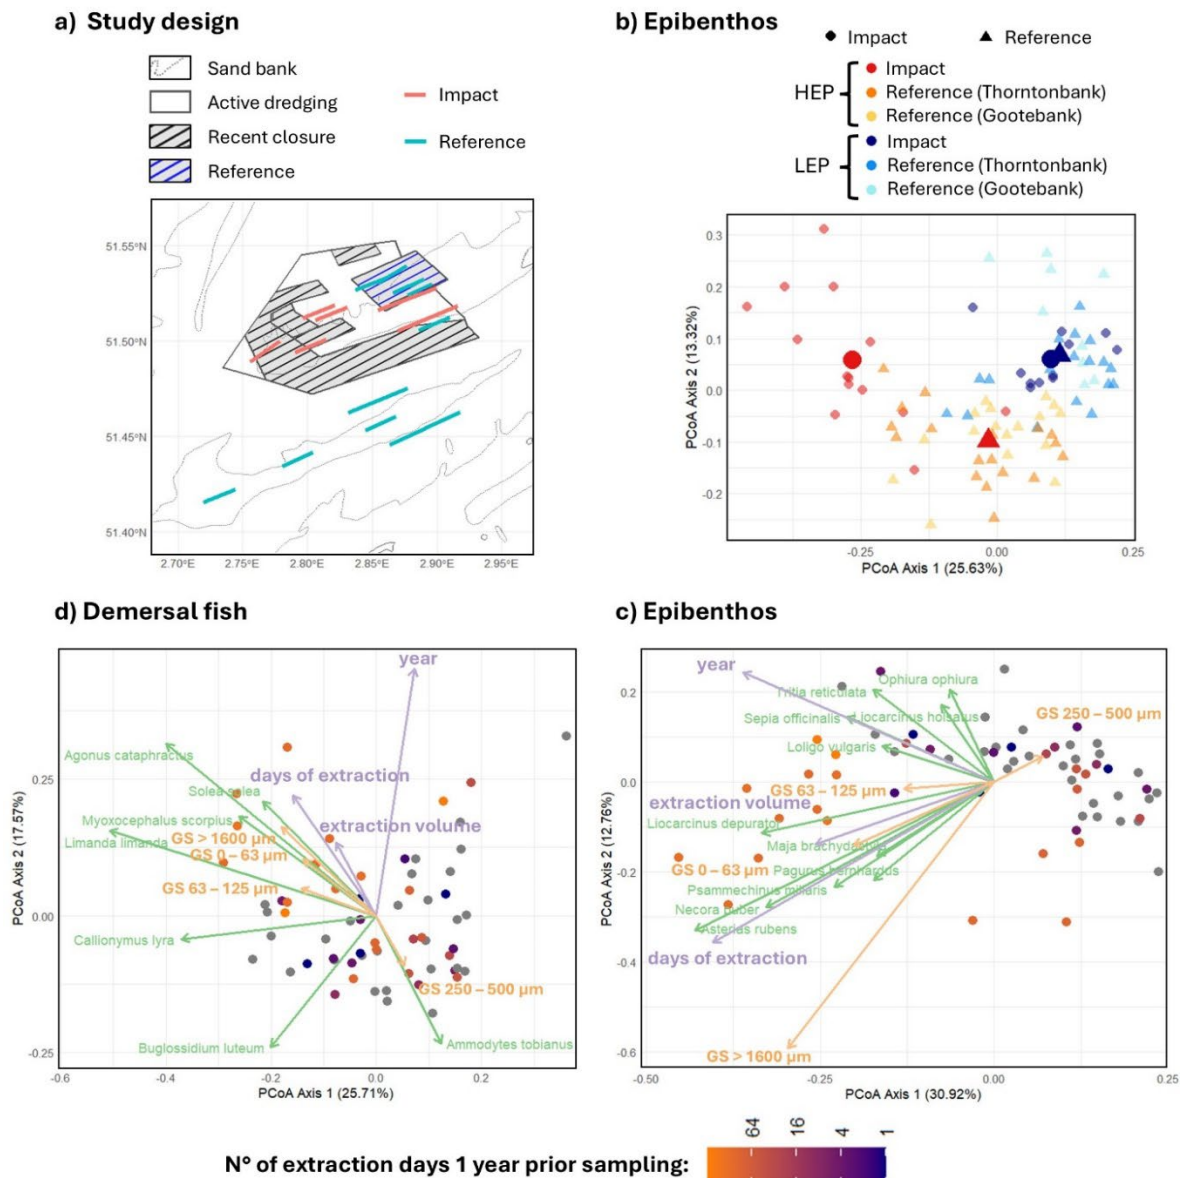 a) Study design
Sand bank
Active dredging
Recent closure
Reference
Impact
Reference
51.55°N
51.50°N
51.45°N
51.40°N
2.70°E 2.75°E 2.80°E 2.85°E 2.90°E 2.95°E
b) Epibenthos
Impact Reference
HEP
Impact
Reference (Thorntonbank)
Reference (Gootebank)
LEP
Impact
Reference (Thorntonbank)
Reference (Gootebank)
PCoA Axis 2 (13.32%)
0.3
0.2
0.1
0.0
-0.1
-0.2
-0.25 0.00 0.25
PCoA Axis 1 (25.63%)
d) Demersal fish
year
Agonus cataphractus
days of extraction
Solea solea
Myoxocephalus scorpius
extraction volume
GS > 1600 µm
Limanda limanda
GS 0 – 63 µm
GS 63 – 125 µm
Callionymus lyra
GS 250 – 500 µm
Buglossidium luteum
Ammodytes tobianus
PCoA Axis 2 (17.57%)
0.25
0.00
-0.25
-0.6 -0.4 -0.2 0.0 0.2
PCoA Axis 1 (25.71%)
c) Epibenthos
year
Ophiura ophiura
Tritia reticulata
Sepia officinalis
Liocarcinus holsatus
GS 250 – 500 µm
Loligo vulgaris
GS 63 – 125 µm
extraction volume
Liocarcinus depurator
Maja brachydactyla
GS 0 – 63 µm
Pagurus bernhardus
Psammechinus miliaris
Necora puber
Asterias rubens
days of extraction
GS > 1600 µm
PCoA Axis 2 (12.76%)
0.2
0.0
-0.2
-0.4
-0.6
-0.50 -0.25 0.00 0.25
PCoA Axis 1 (30.92%)
N° of extraction days 1 year prior sampling:
64 16 4 1